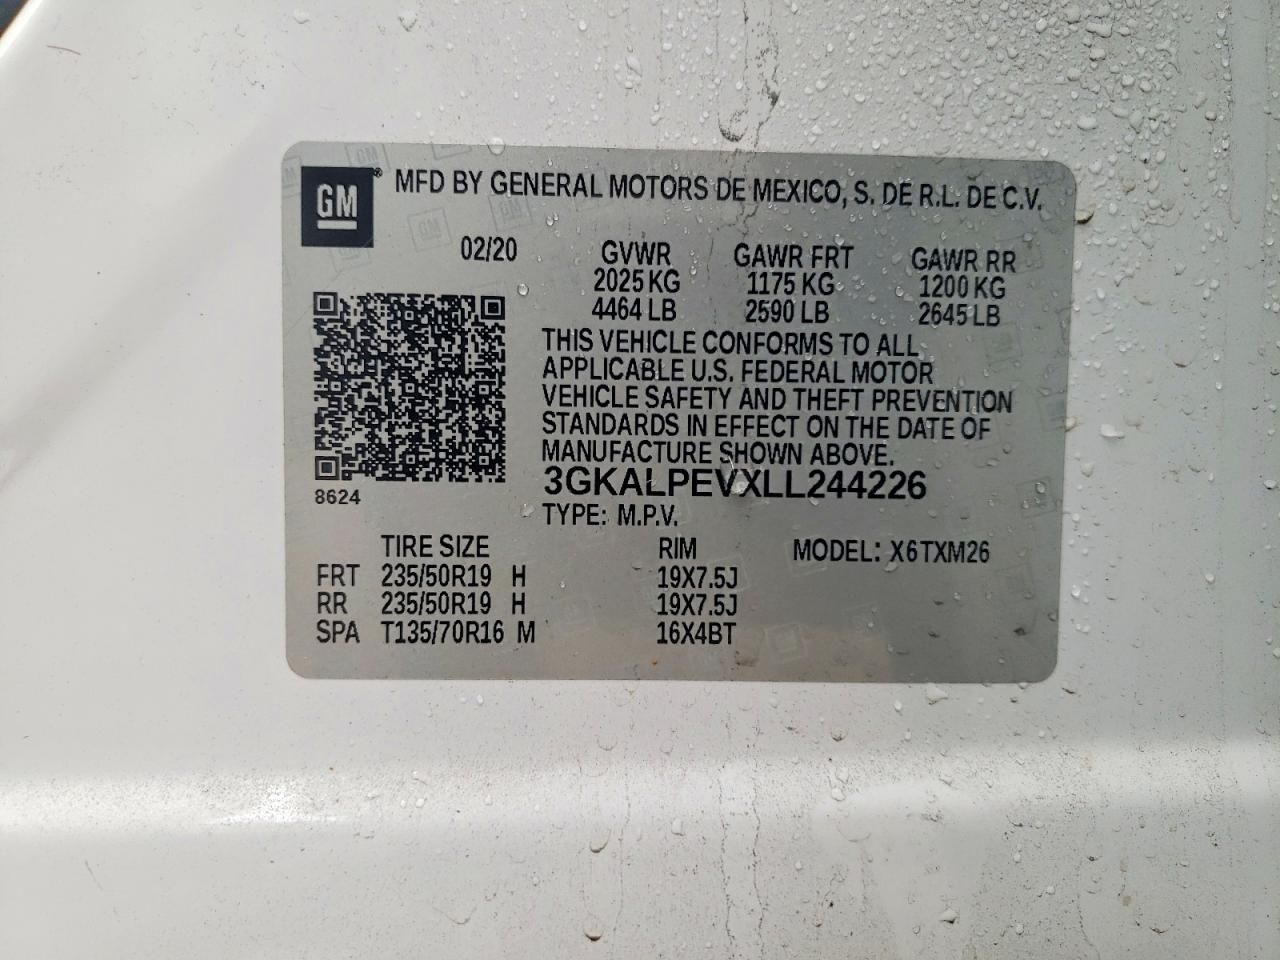 GM MFD BY GENERAL MOTORS DE MEXICO, S. DE R.L. DE C.V.
02/20 GVWR GAWR FRT GAWR RR
2025 KG 1175 KG 1200 KG
4464 LB 2590 LB 2645 LB
THIS VEHICLE CONFORMS TO ALL
APPLICABLE U.S. FEDERAL MOTOR
VEHICLE SAFETY AND THEFT PREVENTION
STANDARDS IN EFFECT ON THE DATE OF
MANUFACTURE SHOWN ABOVE.
3GKALPEVXLL244226
8624
TYPE: M.P.V.
TIRE SIZE RIM MODEL: X6TXM26
FRT 235/50R19 H 19X7.5J
RR 235/50R19 H 19X7.5J
SPA T135/70R16 M 16X4BT